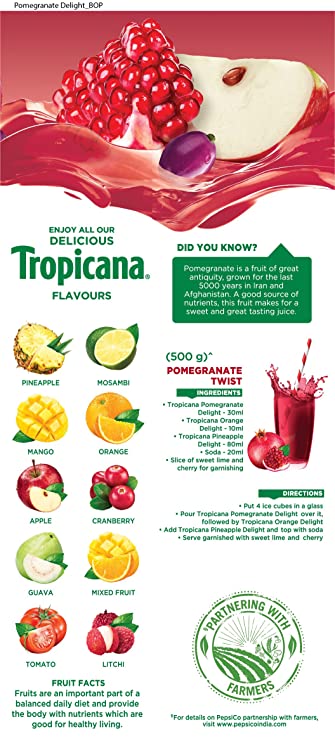 Pomegranate Delight_BOP
ENJOY ALL OUR
DELICIOUS
Tropicana®
FLAVOURS
PINEAPPLE
MOSAMBI
MANGO
ORANGE
APPLE
CRANBERRY
GUAVA
MIXED FRUIT
TOMATO
LITCHI
FRUIT FACTS
Fruits are an important part of a
balanced daily diet and provide
the body with nutrients which are
good for healthy living.
DID YOU KNOW?
Pomegranate is a fruit of great
antiquity, grown for the last
5000 years in Iran and
Afghanistan. A good source of
nutrients, this fruit makes for a
sweet and great tasting juice.
(500 g)^
POMEGRANATE
TWIST
INGREDIENTS
• Tropicana Pomegranate
Delight - 30ml
• Tropicana Orange
Delight - 10ml
• Tropicana Pineapple
Delight - 80ml
• Soda - 20ml
• Slice of sweet lime and
cherry for garnishing
DIRECTIONS
• Put 4 ice cubes in a glass
• Pour Tropicana Pomegranate Delight over it,
followed by Tropicana Orange Delight
• Add Tropicana Pineapple Delight and top with soda
• Serve garnished with sweet lime and cherry
§PARTNERING WITH
FARMERS
§For details on PepsiCo partnership with farmers,
visit www.pepsicoindia.com